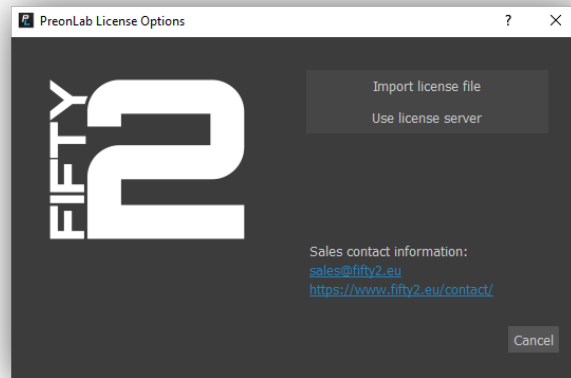 PreonLab License Options
FIFTY
2
Import license file
Use license server
Sales contact information:
sales@fifty2.eu
https://www.fifty2.eu/contact/
Cancel